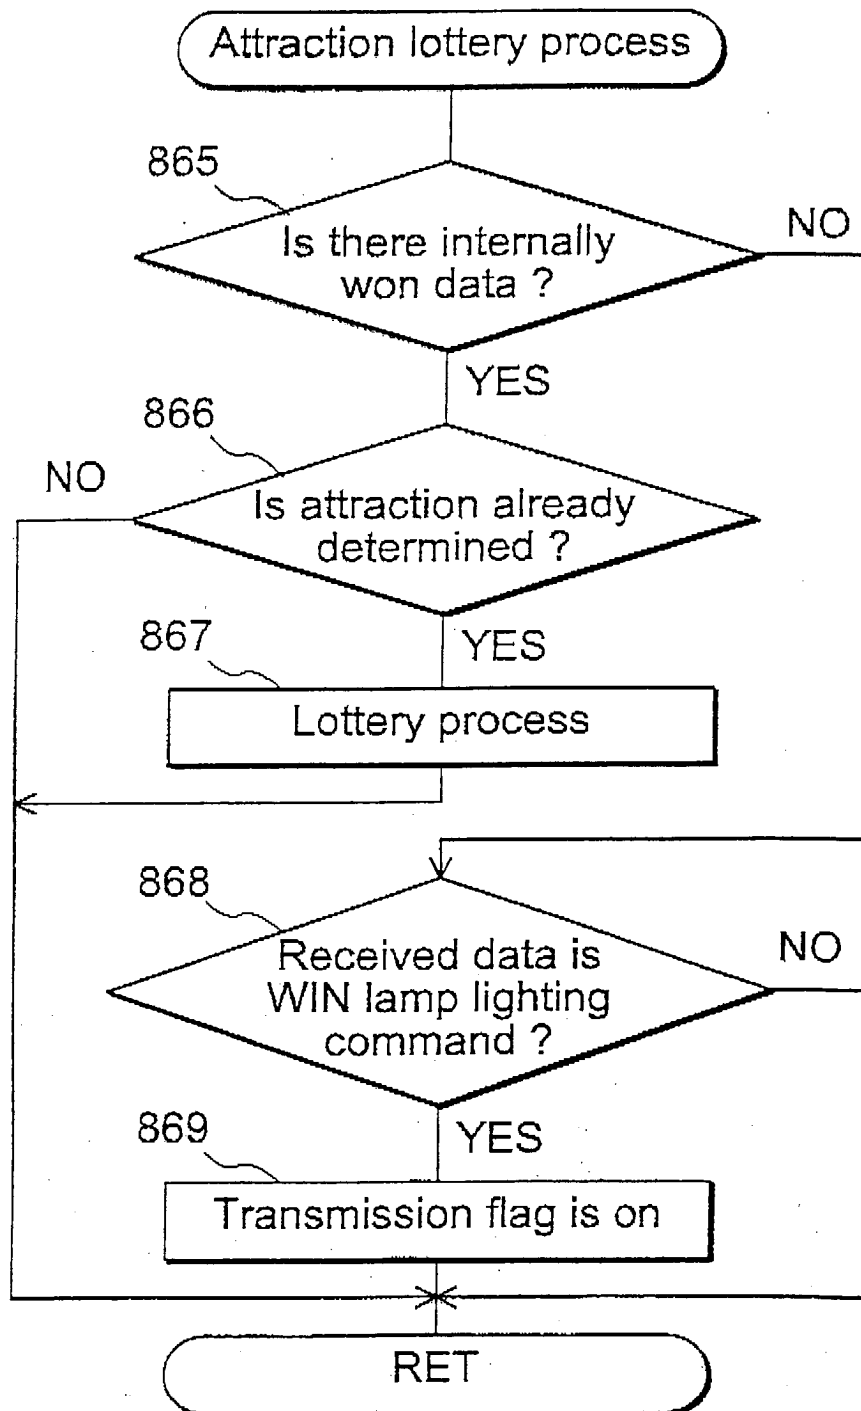 Attraction lottery process
865
Is there internally
won data ?
NO
YES
866
NO
Is attraction already
determined ?
YES
867
Lottery process
868
Received data is
WIN lamp lighting
command ?
NO
YES
869
Transmission flag is on
RET